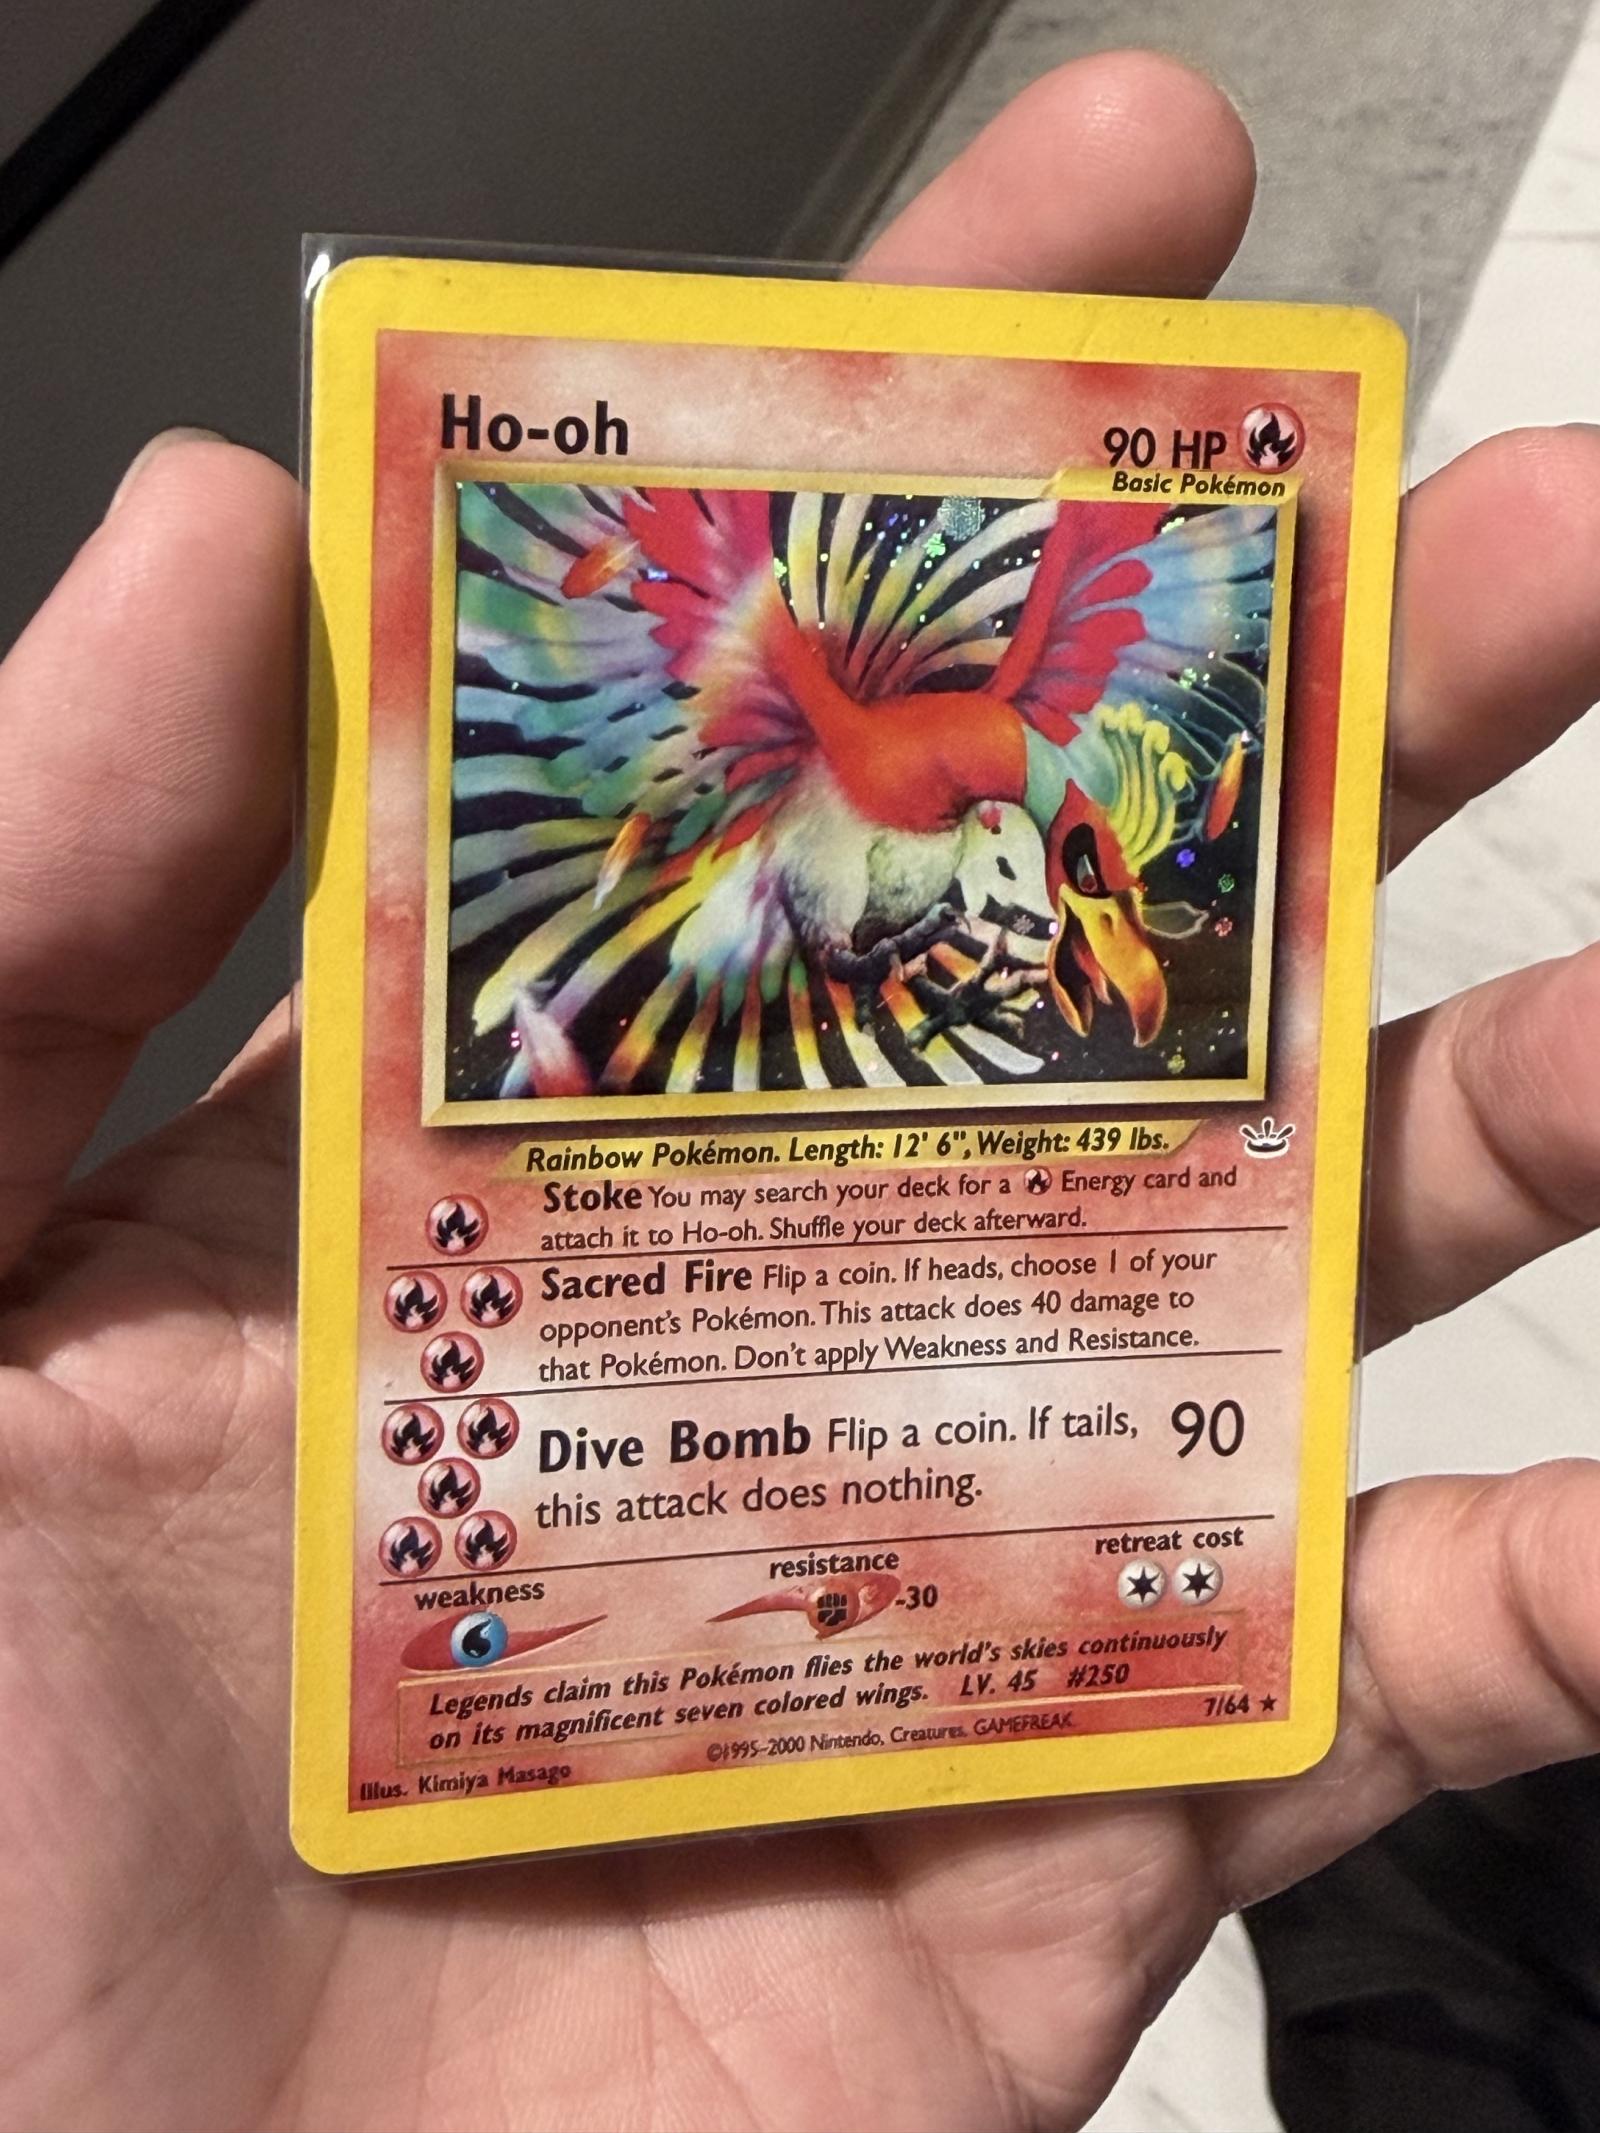 Ho-oh
90 HP
Basic Pokémon
Rainbow Pokémon. Length: 12' 6", Weight: 439 lbs.
Stoke You may search your deck for a Energy card and
attach it to Ho-oh. Shuffle your deck afterward.
Sacred Fire Flip a coin. If heads, choose 1 of your
opponent's Pokémon. This attack does 40 damage to
that Pokémon. Don't apply Weakness and Resistance.
Dive Bomb Flip a coin. If tails, 90
this attack does nothing.
weakness resistance retreat cost
-30
Legends claim this Pokémon flies the world's skies continuously
on its magnificent seven colored wings. LV. 45 #250
7/64 ★
Illus. Kimiya Masago ©1995-2000 Nintendo, Creatures, GAMEFREAK.